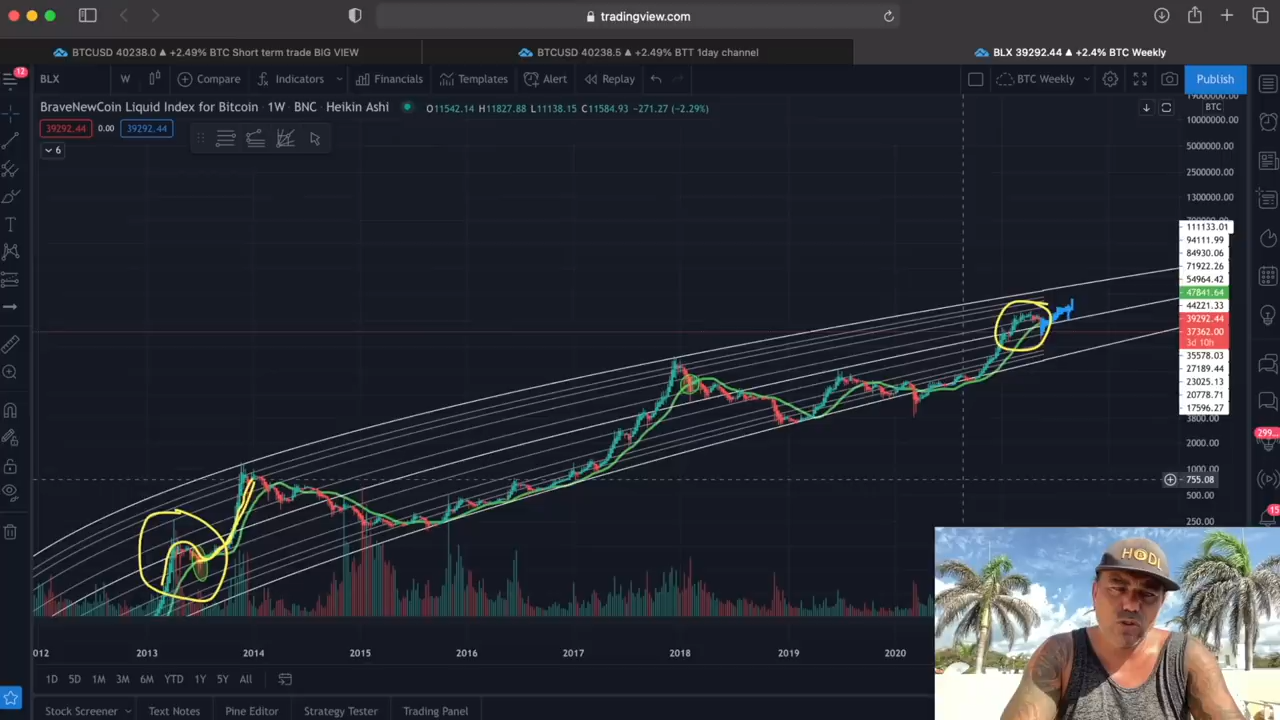 tradingview.com
BTCUSD 40238.0 ▲ +2.49% BTC Short term trade BIG VIEW
BTCUSD 40238.5 ▲ +2.49% BTT 1day channel
BLX 39292.44 ▲ +2.4% BTC Weekly
12
BLX
W
Compare
Indicators
Financials
Templates
Alert
Replay
BTC Weekly
Publish
BraveNewCoin Liquid Index for Bitcoin · 1W · BNC · Heikin Ashi
O11542.14 H11827.88 L11138.15 C11584.93 -271.27 (-2.29%)
39292.44
0.00
39292.44
6
BTC
10000000.00
5000000.00
2500000.00
1300000.00
111133.01
94111.99
84930.06
71922.26
54964.42
47841.64
44221.33
39292.44
37362.00
3d 10h
35578.03
27189.44
23025.13
20778.71
17596.27
3800.00
2000.00
1000.00
755.08
500.00
250.00
299...
15
HODL
012
2013
2014
2015
2016
2017
2018
2019
2020
1D
5D
1M
3M
6M
YTD
1Y
5Y
All
Stock Screener
Text Notes
Pine Editor
Strategy Tester
Trading Panel